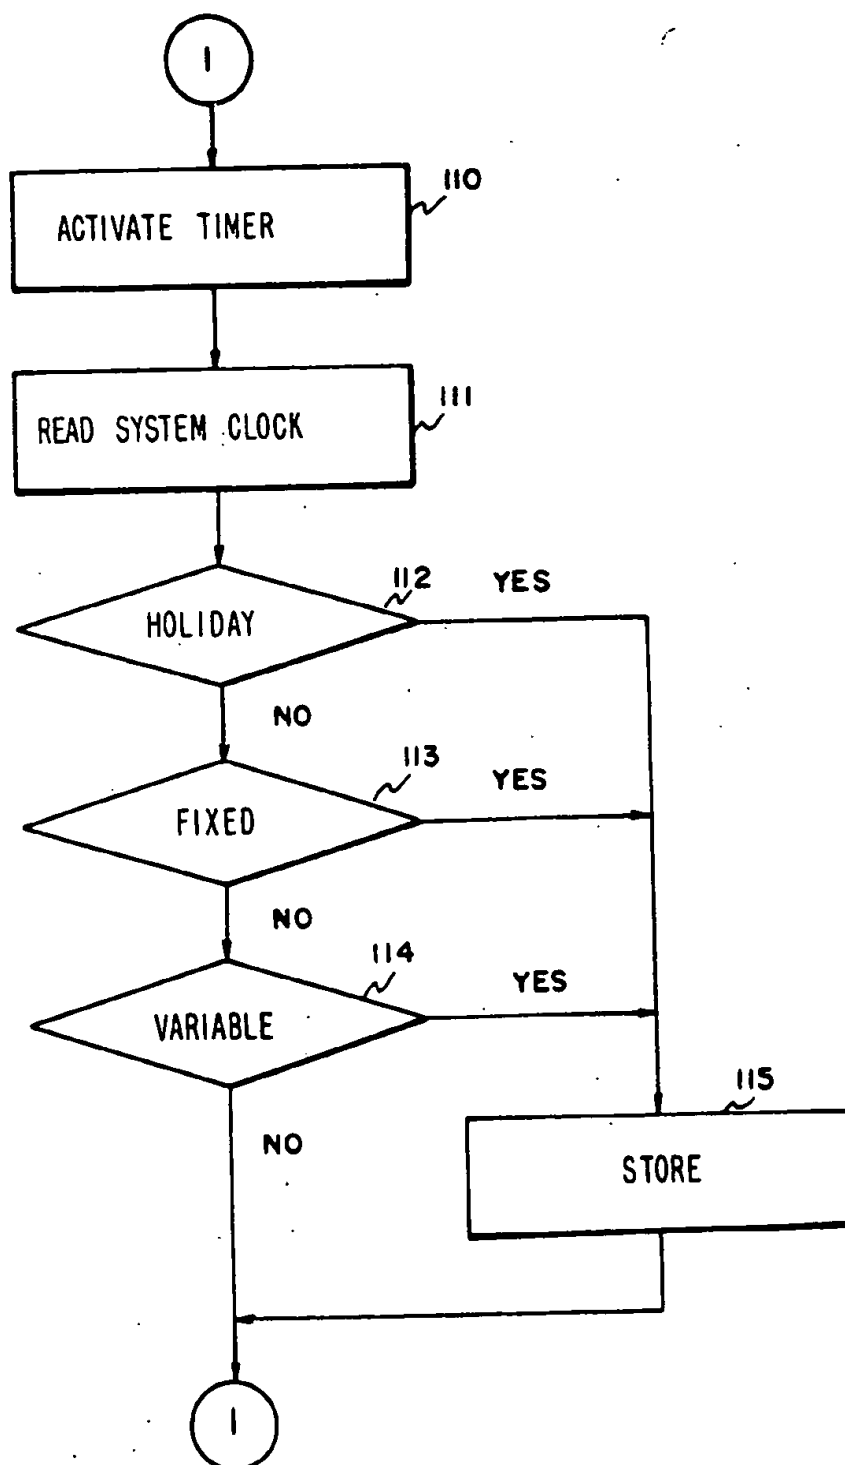 1
110
ACTIVATE TIMER
111
READ SYSTEM CLOCK
112
YES
HOLIDAY
NO
113
YES
FIXED
NO
114
YES
VARIABLE
115
NO
STORE
1